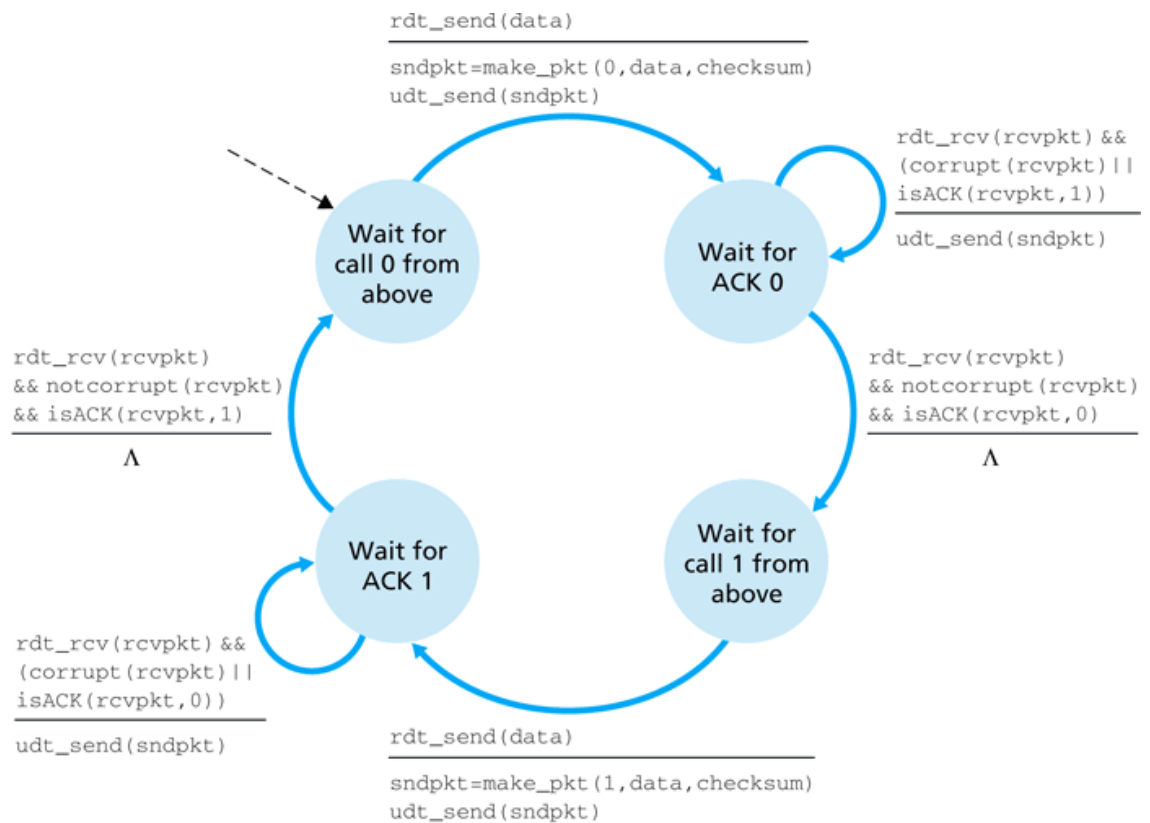 rdt_send(data)
sndpkt=make_pkt(0,data,checksum)
udt_send(sndpkt)
rdt_rcv(rcvpkt) &&
(corrupt(rcvpkt)||
isACK(rcvpkt,1))
udt_send(sndpkt)
Wait for
call 0 from
above
Wait for
ACK 0
rdt_rcv(rcvpkt)
&& notcorrupt(rcvpkt)
&& isACK(rcvpkt,1)
Λ
rdt_rcv(rcvpkt)
&& notcorrupt(rcvpkt)
&& isACK(rcvpkt,0)
Λ
Wait for
ACK 1
Wait for
call 1 from
above
rdt_rcv(rcvpkt) &&
(corrupt(rcvpkt)||
isACK(rcvpkt,0))
udt_send(sndpkt)
rdt_send(data)
sndpkt=make_pkt(1,data,checksum)
udt_send(sndpkt)